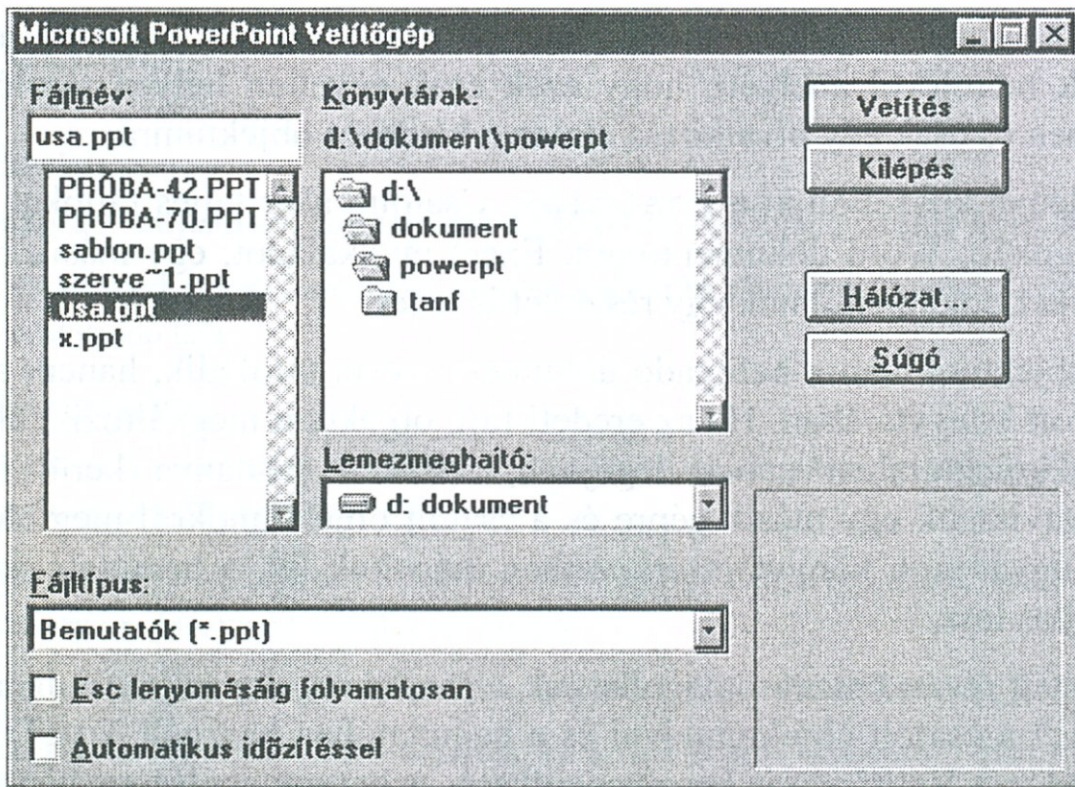 Microsoft PowerPoint Vetítőgép
Fájlnév:
usa.ppt
PRÓBA-42.PPT
PRÓBA-70.PPT
sablon.ppt
szerve~1.ppt
usa.ppt
x.ppt
Könyvtárak:
d:\dokument\powerpt
d:\
dokument
powerpt
tanf
Lemezmeghajtó:
d: dokument
Vetítés
Kilépés
Hálózat...
Súgó
Fájltípus:
Bemutatók (*.ppt)
Esc lenyomásáig folyamatosan
Automatikus időzítéssel